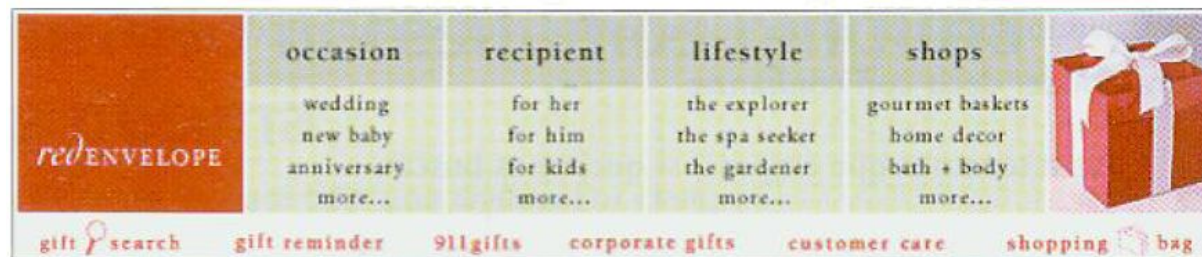 redENVELOPE
occasion
wedding
new baby
anniversary
more...
recipient
for her
for him
for kids
more...
lifestyle
the explorer
the spa seeker
the gardener
more...
shops
gourmet baskets
home decor
bath + body
more...
gift search
gift reminder
911gifts
corporate gifts
customer care
shopping bag